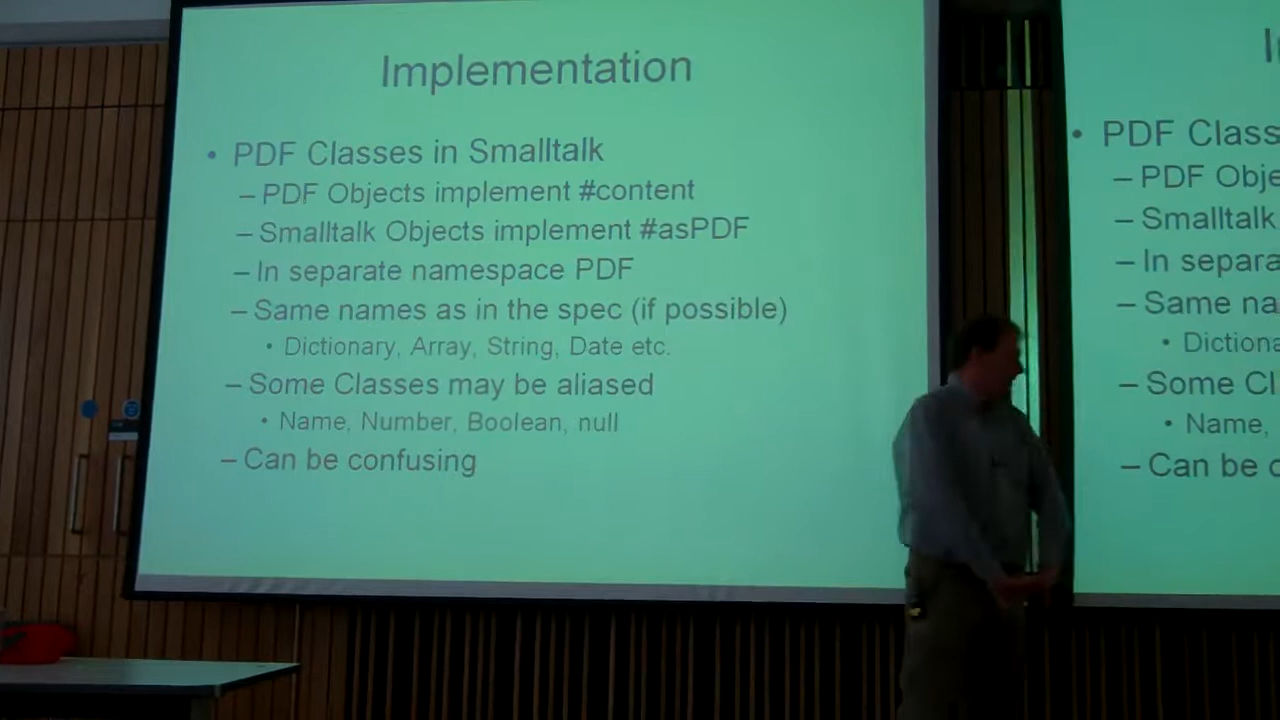 Implementation
• PDF Classes in Smalltalk
– PDF Objects implement #content
– Smalltalk Objects implement #asPDF
– In separate namespace PDF
– Same names as in the spec (if possible)
• Dictionary, Array, String, Date etc.
– Some Classes may be aliased
• Name, Number, Boolean, null
– Can be confusing
• PDF Class
– PDF Obje
– Smalltalk
– In separa
– Same na
• Dictiona
– Some Cl
• Name,
– Can be c